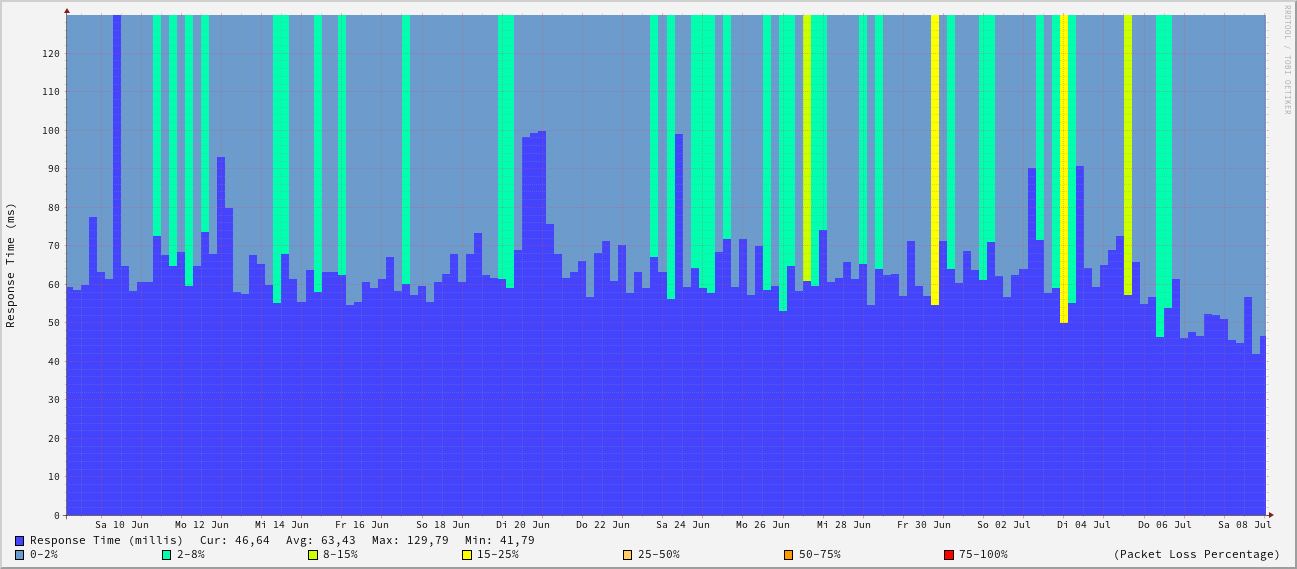 RRDTOOL / TOBI OETIKER
Response Time (ms)
120
110
100
90
80
70
60
50
40
30
20
10
0
Sa 10 Jun Mo 12 Jun Mi 14 Jun Fr 16 Jun So 18 Jun Di 20 Jun Do 22 Jun Sa 24 Jun Mo 26 Jun Mi 28 Jun Fr 30 Jun So 02 Jul Di 04 Jul Do 06 Jul Sa 08 Jul
Response Time (millis) Cur: 46,64 Avg: 63,43 Max: 129,79 Min: 41,79
0-2% 2-8% 8-15% 15-25% 25-50% 50-75% 75-100% (Packet Loss Percentage)